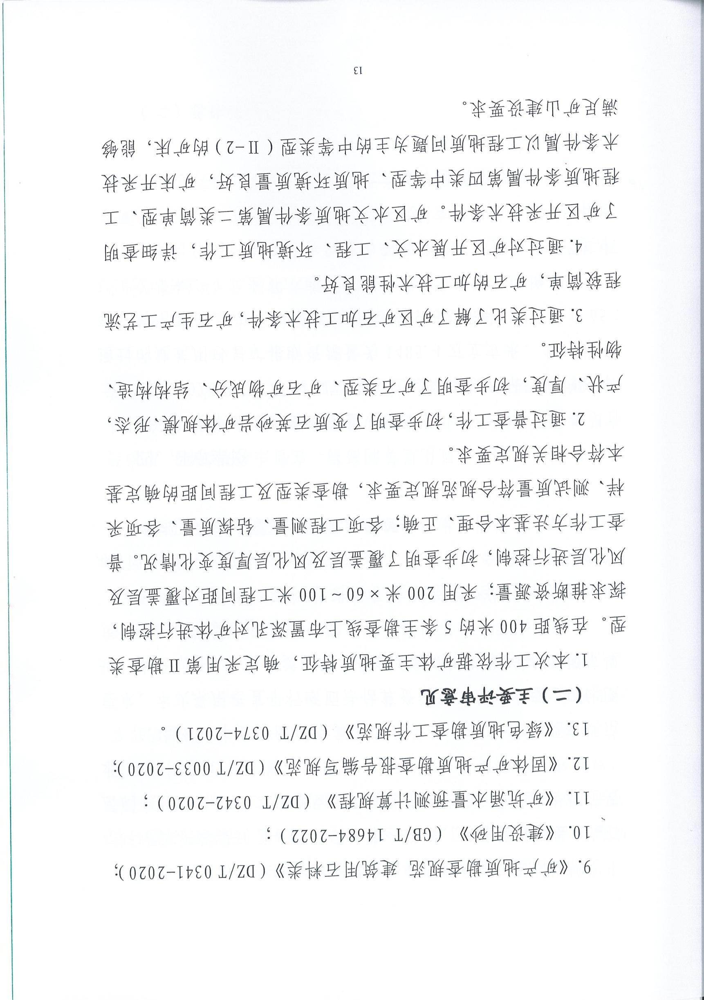 9.《矿产地质勘查规范 建筑用石料类》（DZ/T 0341-2020）；
10. 《建设用砂》（GB/T 14684-2022）；
11. 《矿坑涌水量预测计算规程》（DZ/T 0342-2020）；
12.《固体矿产地质勘查报告编写规范》（DZ/T 0033-2020）；
13. 《绿色地质勘查工作规范》（DZ/T 0374-2021）。
（二）主要评审意见
1.本次工作依据矿体主要地质特征，确定采用第Ⅱ勘查类
型。在线距 400 米的 5 条主勘查线上布置深孔对矿体进行控制，
探求推断资源量；采用 200 米×60～100 米工程间距对覆盖层及
风化层进行控制，初步查明了覆盖层及风化层厚度变化情况。普
查工作方法基本合理、正确；各项工程测量、钻探质量、各项采
样、测试质量符合规范规定要求，勘查类型及工程间距的确定基
本符合相关规定要求。
2.通过普查工作，初步查明了变质石英砂岩矿体规模、形态，
产状、厚度，初步查明了矿石类型、矿石矿物成分、结构构造、
物性特征。
3.通过类比了解了矿区矿石加工技术条件，矿石生产工艺流
程较简单，矿石的加工技术性能良好。
4.通过对矿区开展水文、工程、环境地质工作，详细查明
了矿区开采技术条件。矿区水文地质条件属第二类简单型、工
程地质条件属第四类中等型、地质环境质量良好，矿床开采技
术条件属以工程地质问题为主的中等类型（Ⅱ-2）的矿床，能够
满足矿山建设要求。
13